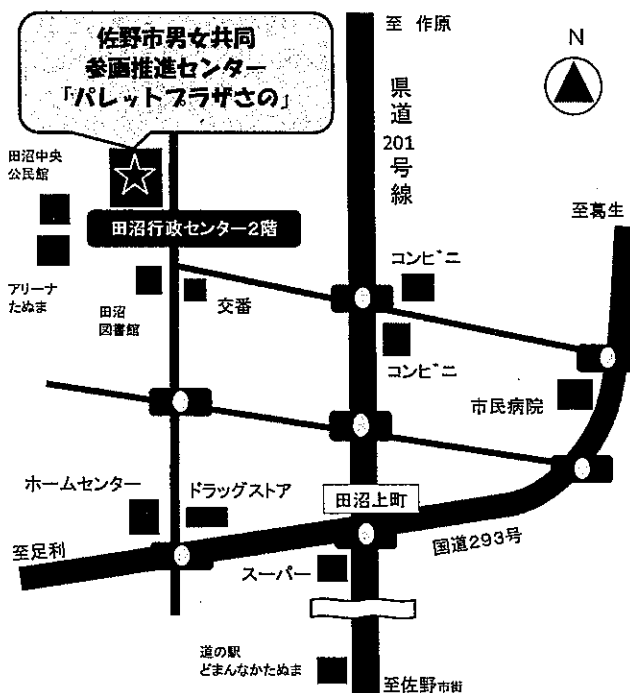 佐野市男女共同
参画推進センター
「パレットプラザさの」
至 作原
N
県道
201
号線
田沼中央
公民館
至葛生
田沼行政センター2階
コンビニ
アリーナ
たぬま
田沼
図書館
交番
コンビニ
市民病院
ホームセンター
ドラッグストア
田沼上町
至足利
国道293号
スーパー
道の駅
どまんなかたぬま
至佐野市街